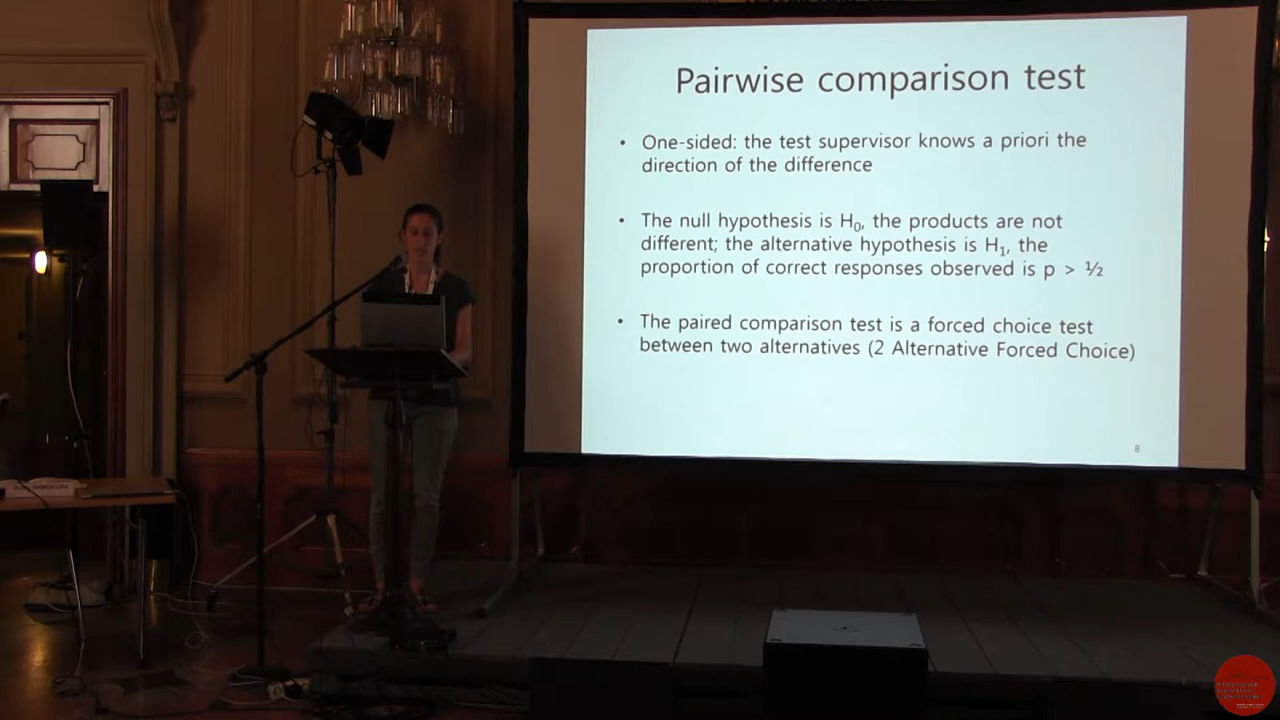 Pairwise comparison test
• One-sided: the test supervisor knows a priori the
direction of the difference
• The null hypothesis is H₀, the products are not
different; the alternative hypothesis is H₁, the
proportion of correct responses observed is p > ½
• The paired comparison test is a forced choice test
between two alternatives (2 Alternative Forced Choice)
8